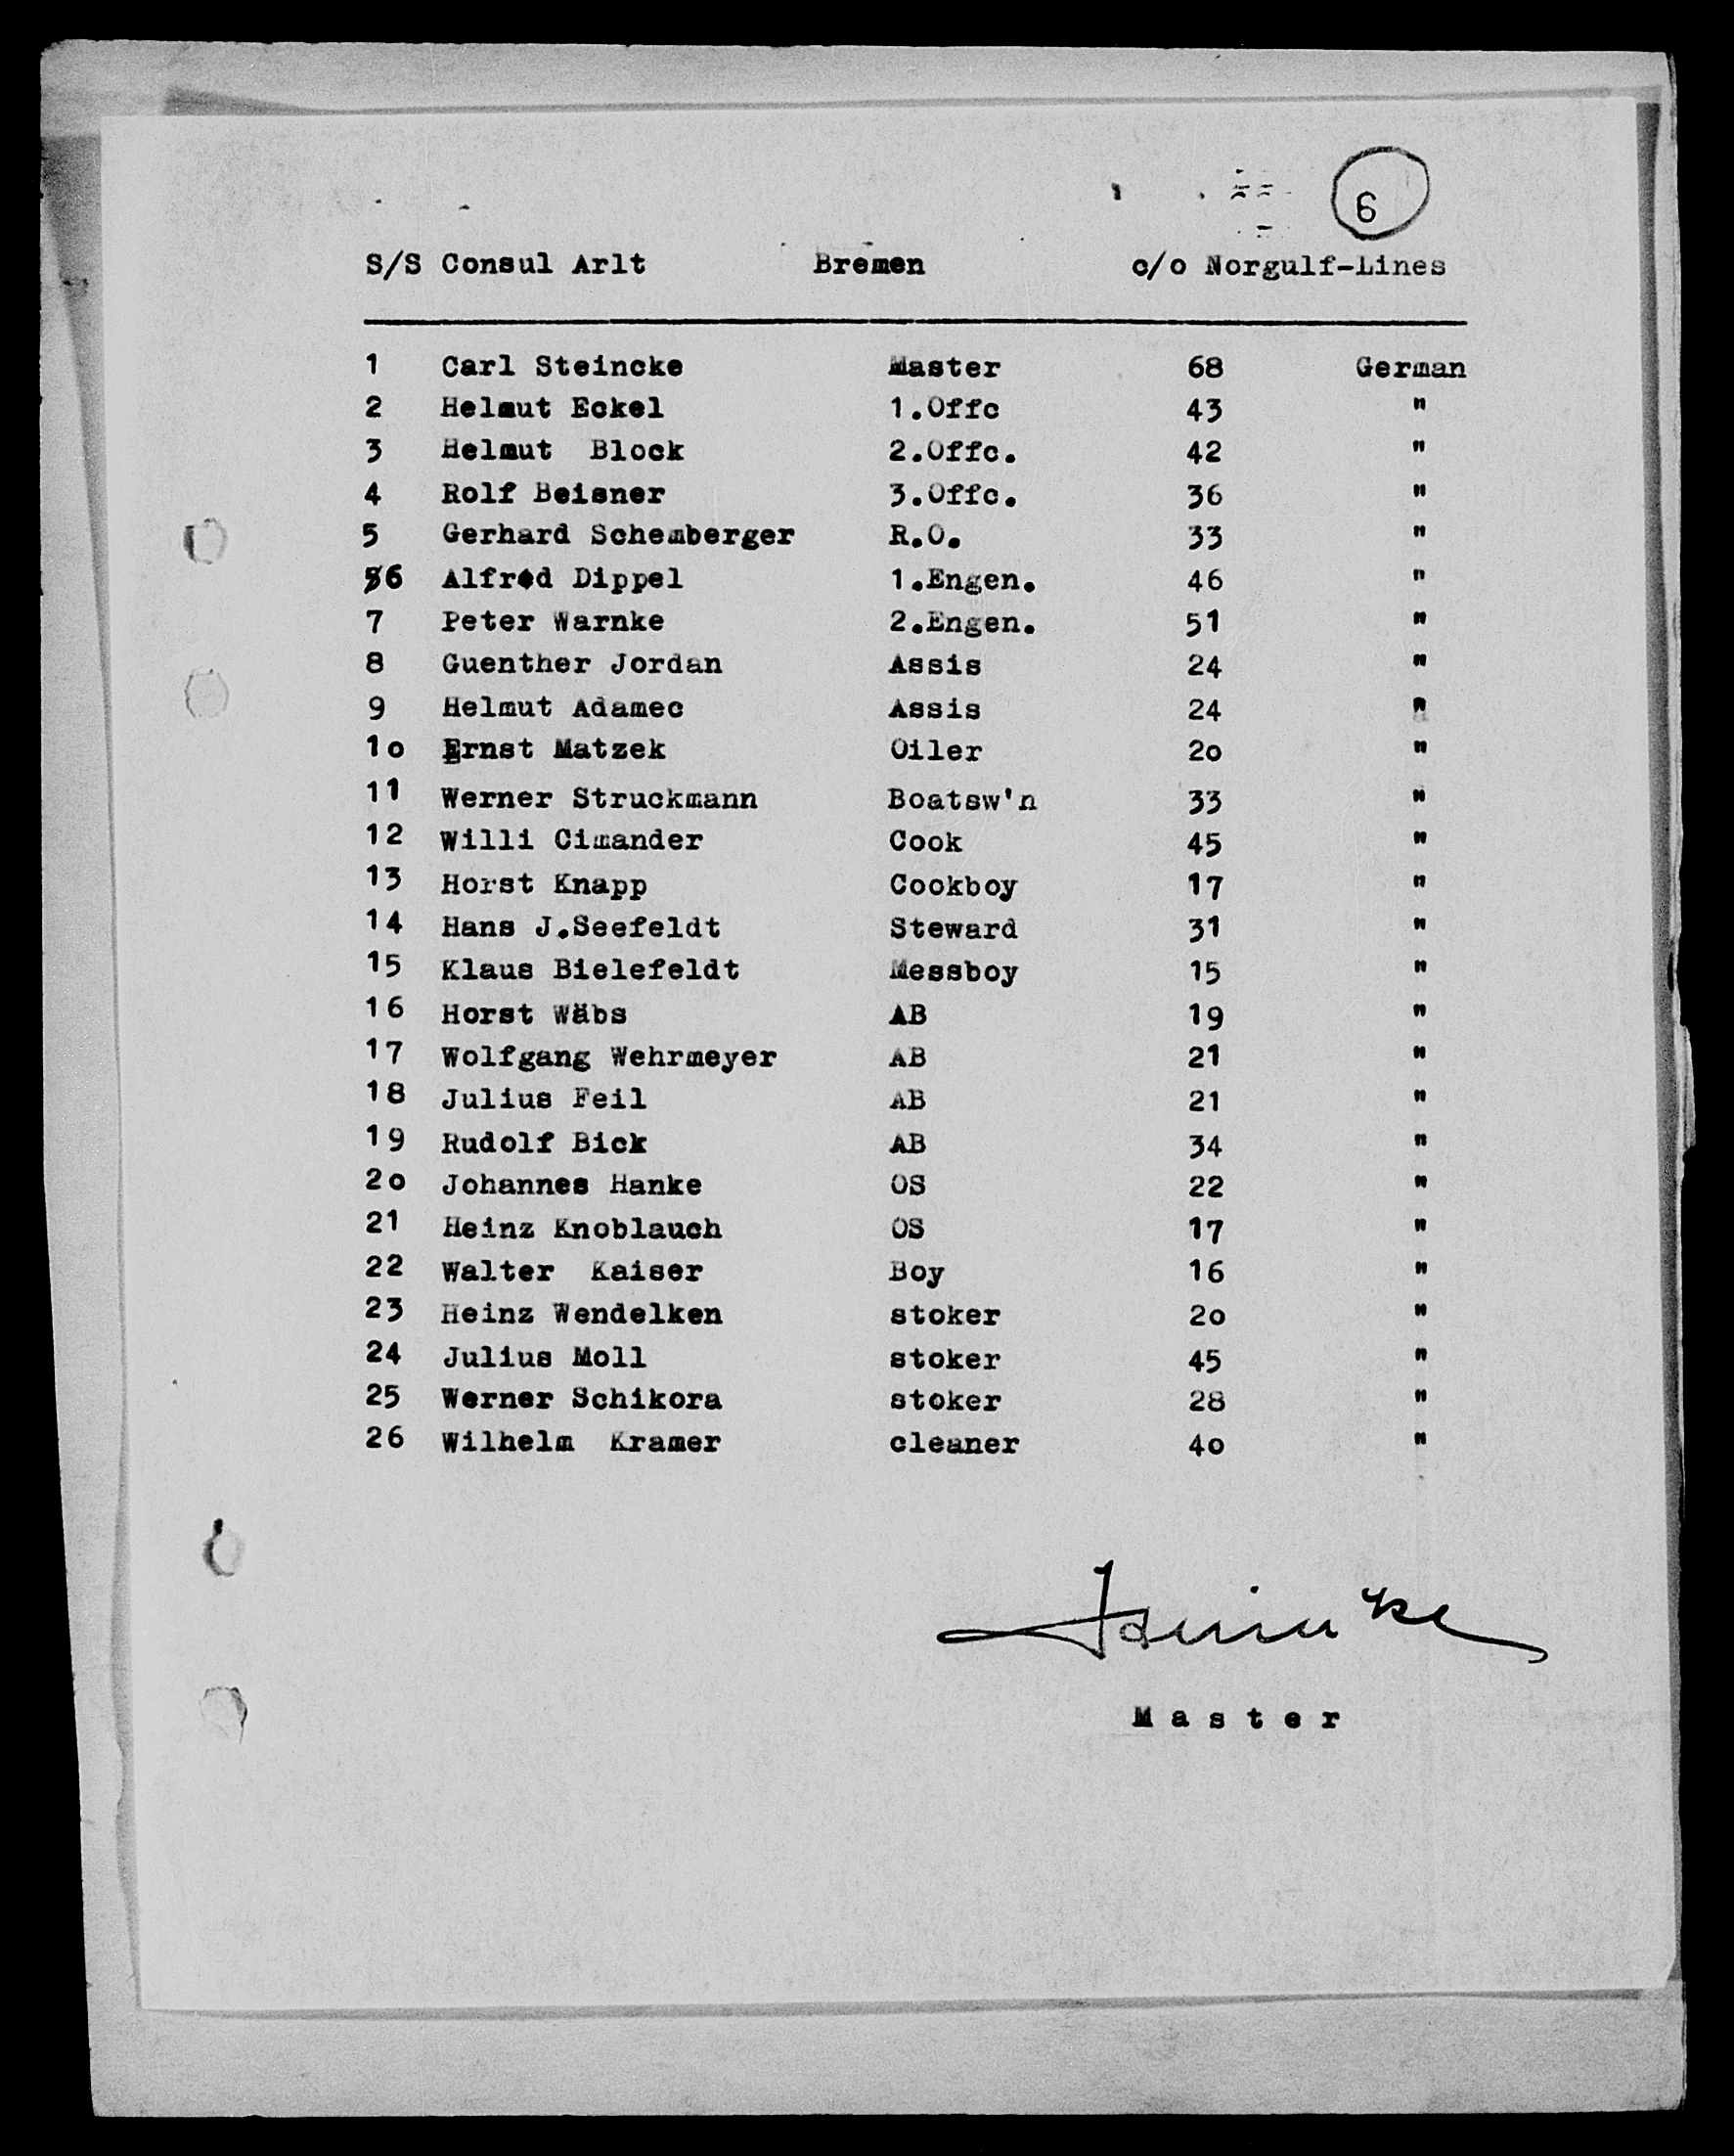 6
S/S Consul Arlt Bremen c/o Norgulf-Lines
1 Carl Steincke Master 68 German
2 Helmut Eckel 1.Offc 43 "
3 Helmut Block 2.Offc. 42 "
4 Rolf Beisner 3.Offc. 36 "
5 Gerhard Schemberger R.O. 33 "
56 Alfred Dippel 1.Engen. 46 "
7 Peter Warnke 2.Engen. 51 "
8 Guenther Jordan Assis 24 "
9 Helmut Adamec Assis 24 "
1o Ernst Matzek Oiler 2o "
11 Werner Struckmann Boatsw'n 33 "
12 Willi Cimander Cook 45 "
13 Horst Knapp Cookboy 17 "
14 Hans J.Seefeldt Steward 31 "
15 Klaus Bielefeldt Messboy 15 "
16 Horst Wäbs AB 19 "
17 Wolfgang Wehrmeyer AB 21 "
18 Julius Feil AB 21 "
19 Rudolf Bick AB 34 "
2o Johannes Hanke OS 22 "
21 Heinz Knoblauch OS 17 "
22 Walter Kaiser Boy 16 "
23 Heinz Wendelken stoker 2o "
24 Julius Moll stoker 45 "
25 Werner Schikora stoker 28 "
26 Wilhelm Kramer cleaner 4o "
Steincke
Master